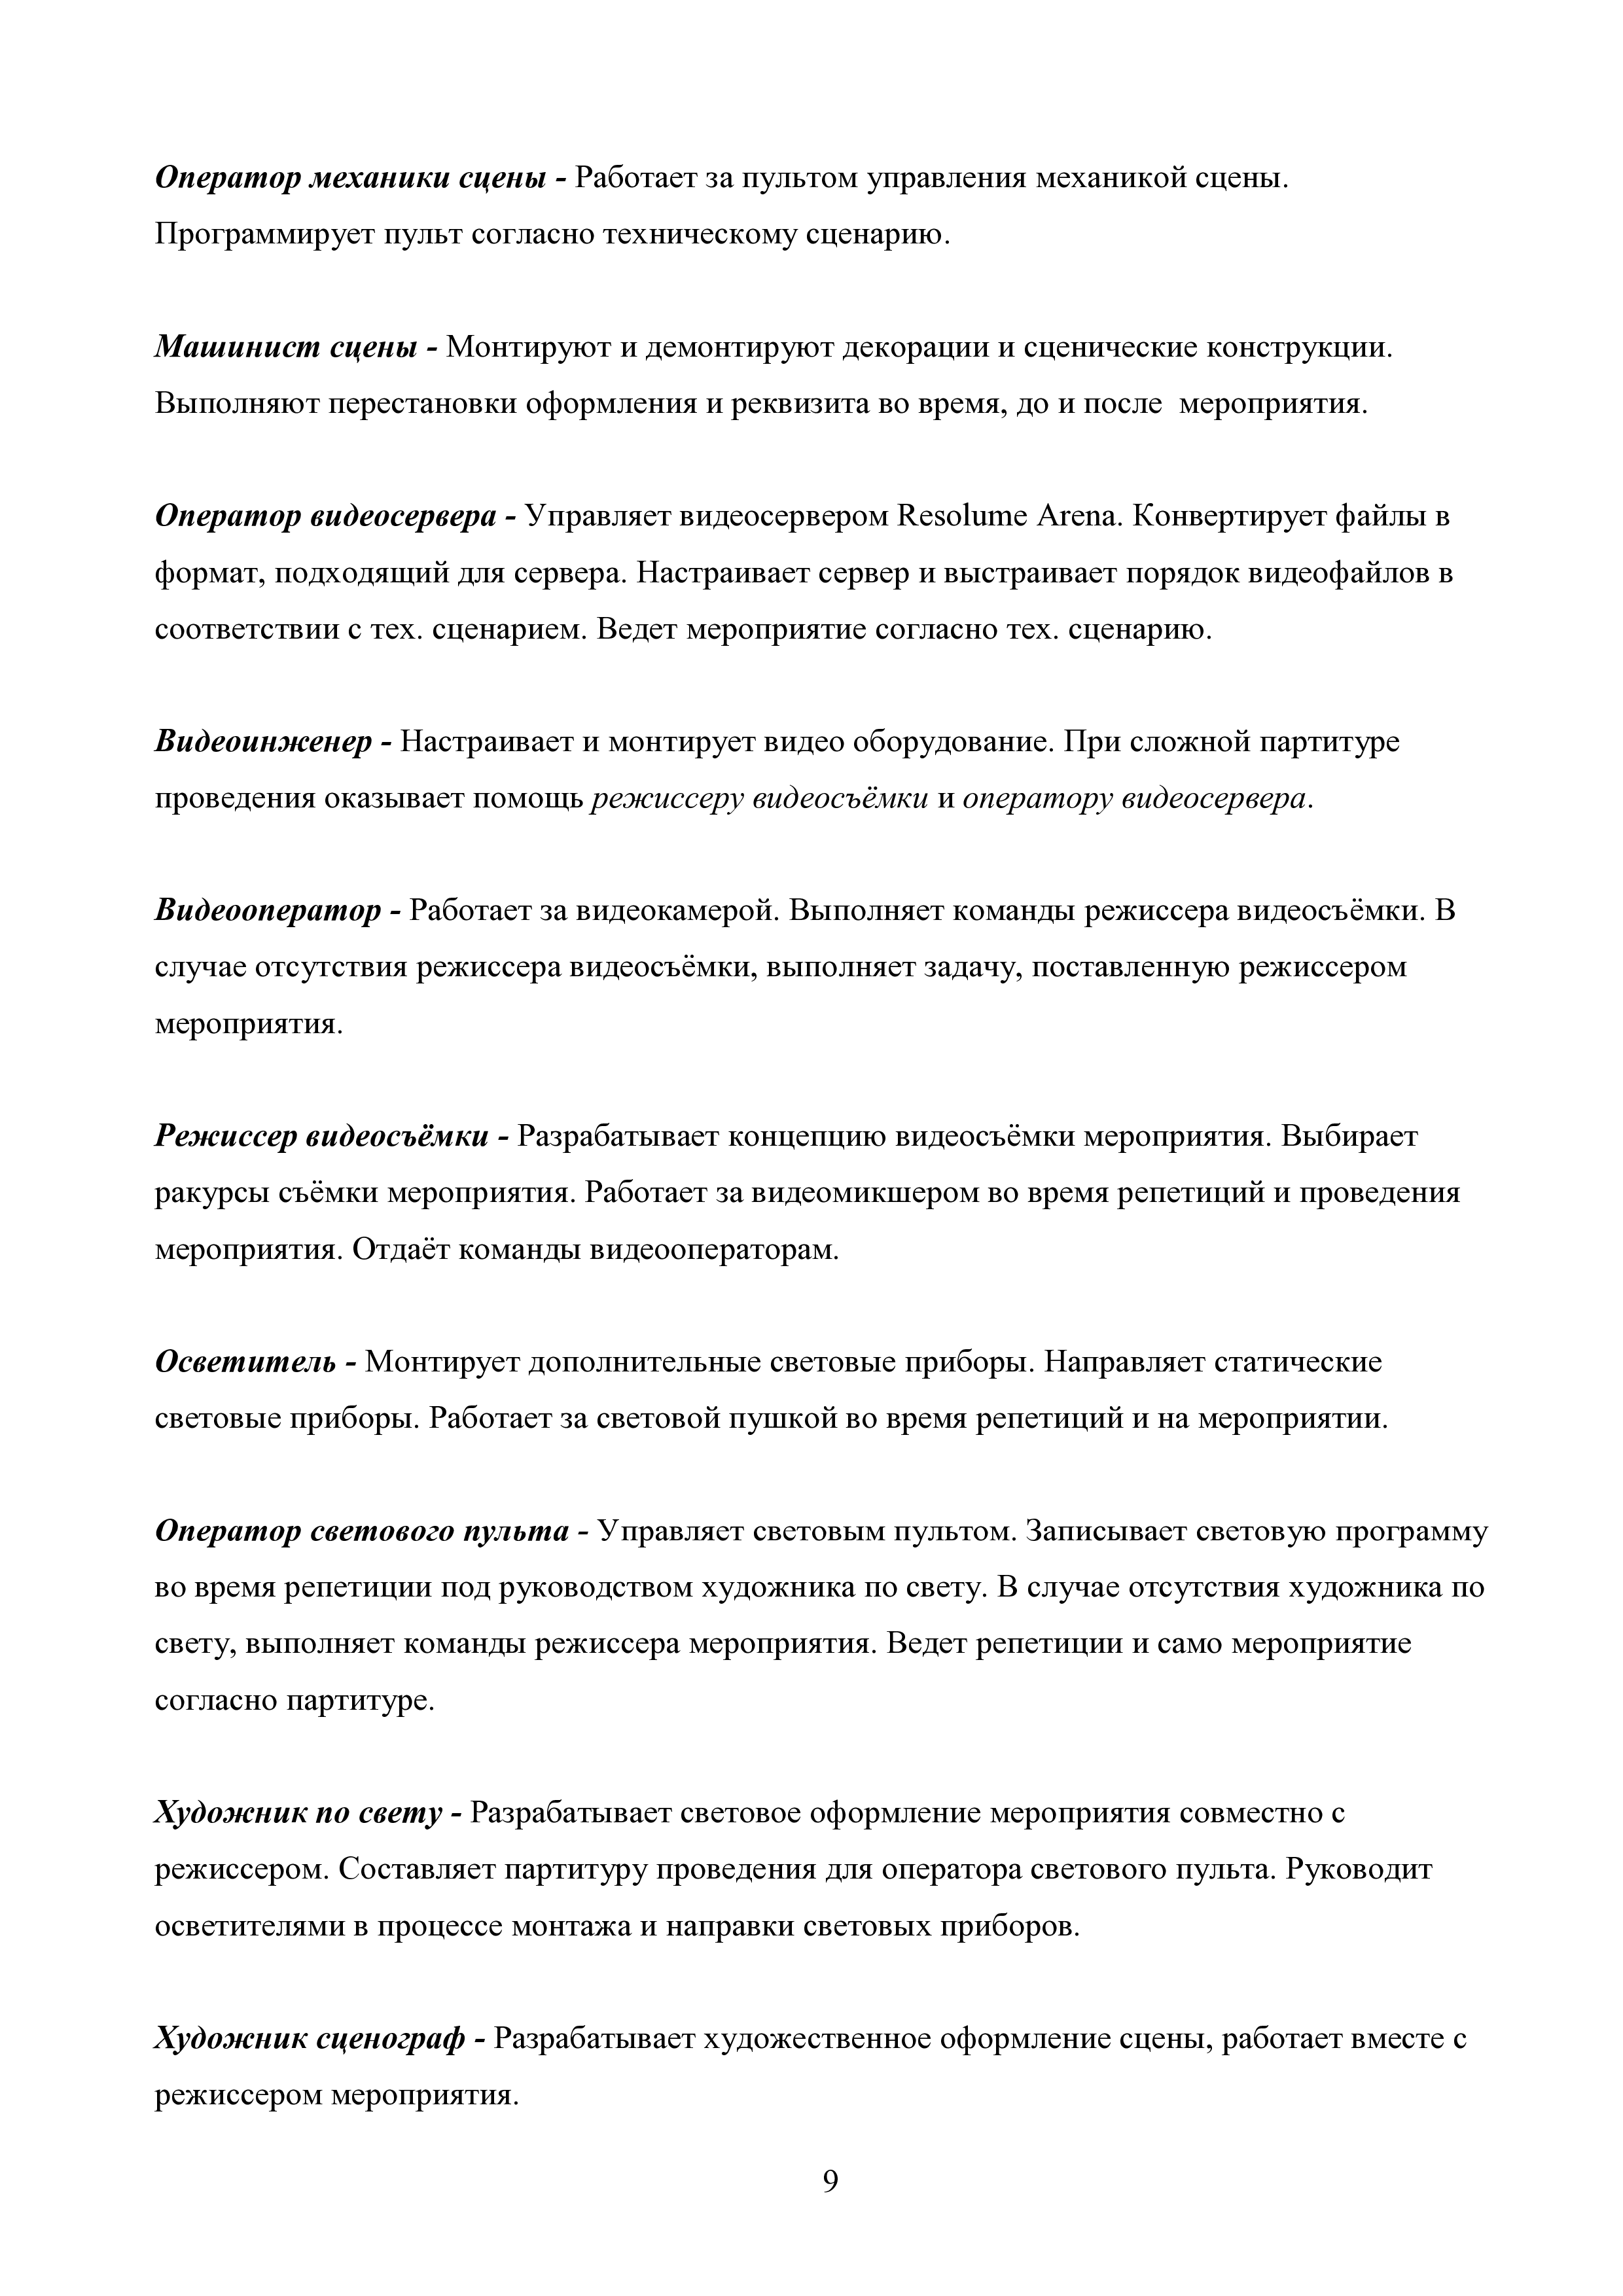 Оператор механики сцены - Работает за пультом управления механикой сцены.
Программирует пульт согласно техническому сценарию.
Машинист сцены - Монтируют и демонтируют декорации и сценические конструкции.
Выполняют перестановки оформления и реквизита во время, до и после  мероприятия.
Оператор видеосервера - Управляет видеосервером Resolume Arena. Конвертирует файлы в
формат, подходящий для сервера. Настраивает сервер и выстраивает порядок видеофайлов в
соответствии с тех. сценарием. Ведет мероприятие согласно тех. сценарию.
Видеоинженер - Настраивает и монтирует видео оборудование. При сложной партитуре
проведения оказывает помощь режиссеру видеосъёмки и оператору видеосервера.
Видеооператор - Работает за видеокамерой. Выполняет команды режиссера видеосъёмки. В
случае отсутствия режиссера видеосъёмки, выполняет задачу, поставленную режиссером
мероприятия.
Режиссер видеосъёмки - Разрабатывает концепцию видеосъёмки мероприятия. Выбирает
ракурсы съёмки мероприятия. Работает за видеомикшером во время репетиций и проведения
мероприятия. Отдаёт команды видеооператорам.
Осветитель - Монтирует дополнительные световые приборы. Направляет статические
световые приборы. Работает за световой пушкой во время репетиций и на мероприятии.
Оператор светового пульта - Управляет световым пультом. Записывает световую программу
во время репетиции под руководством художника по свету. В случае отсутствия художника по
свету, выполняет команды режиссера мероприятия. Ведет репетиции и само мероприятие
согласно партитуре.
Художник по свету - Разрабатывает световое оформление мероприятия совместно с
режиссером. Составляет партитуру проведения для оператора светового пульта. Руководит
осветителями в процессе монтажа и направки световых приборов.
Художник сценограф - Разрабатывает художественное оформление сцены, работает вместе с
режиссером мероприятия.
9